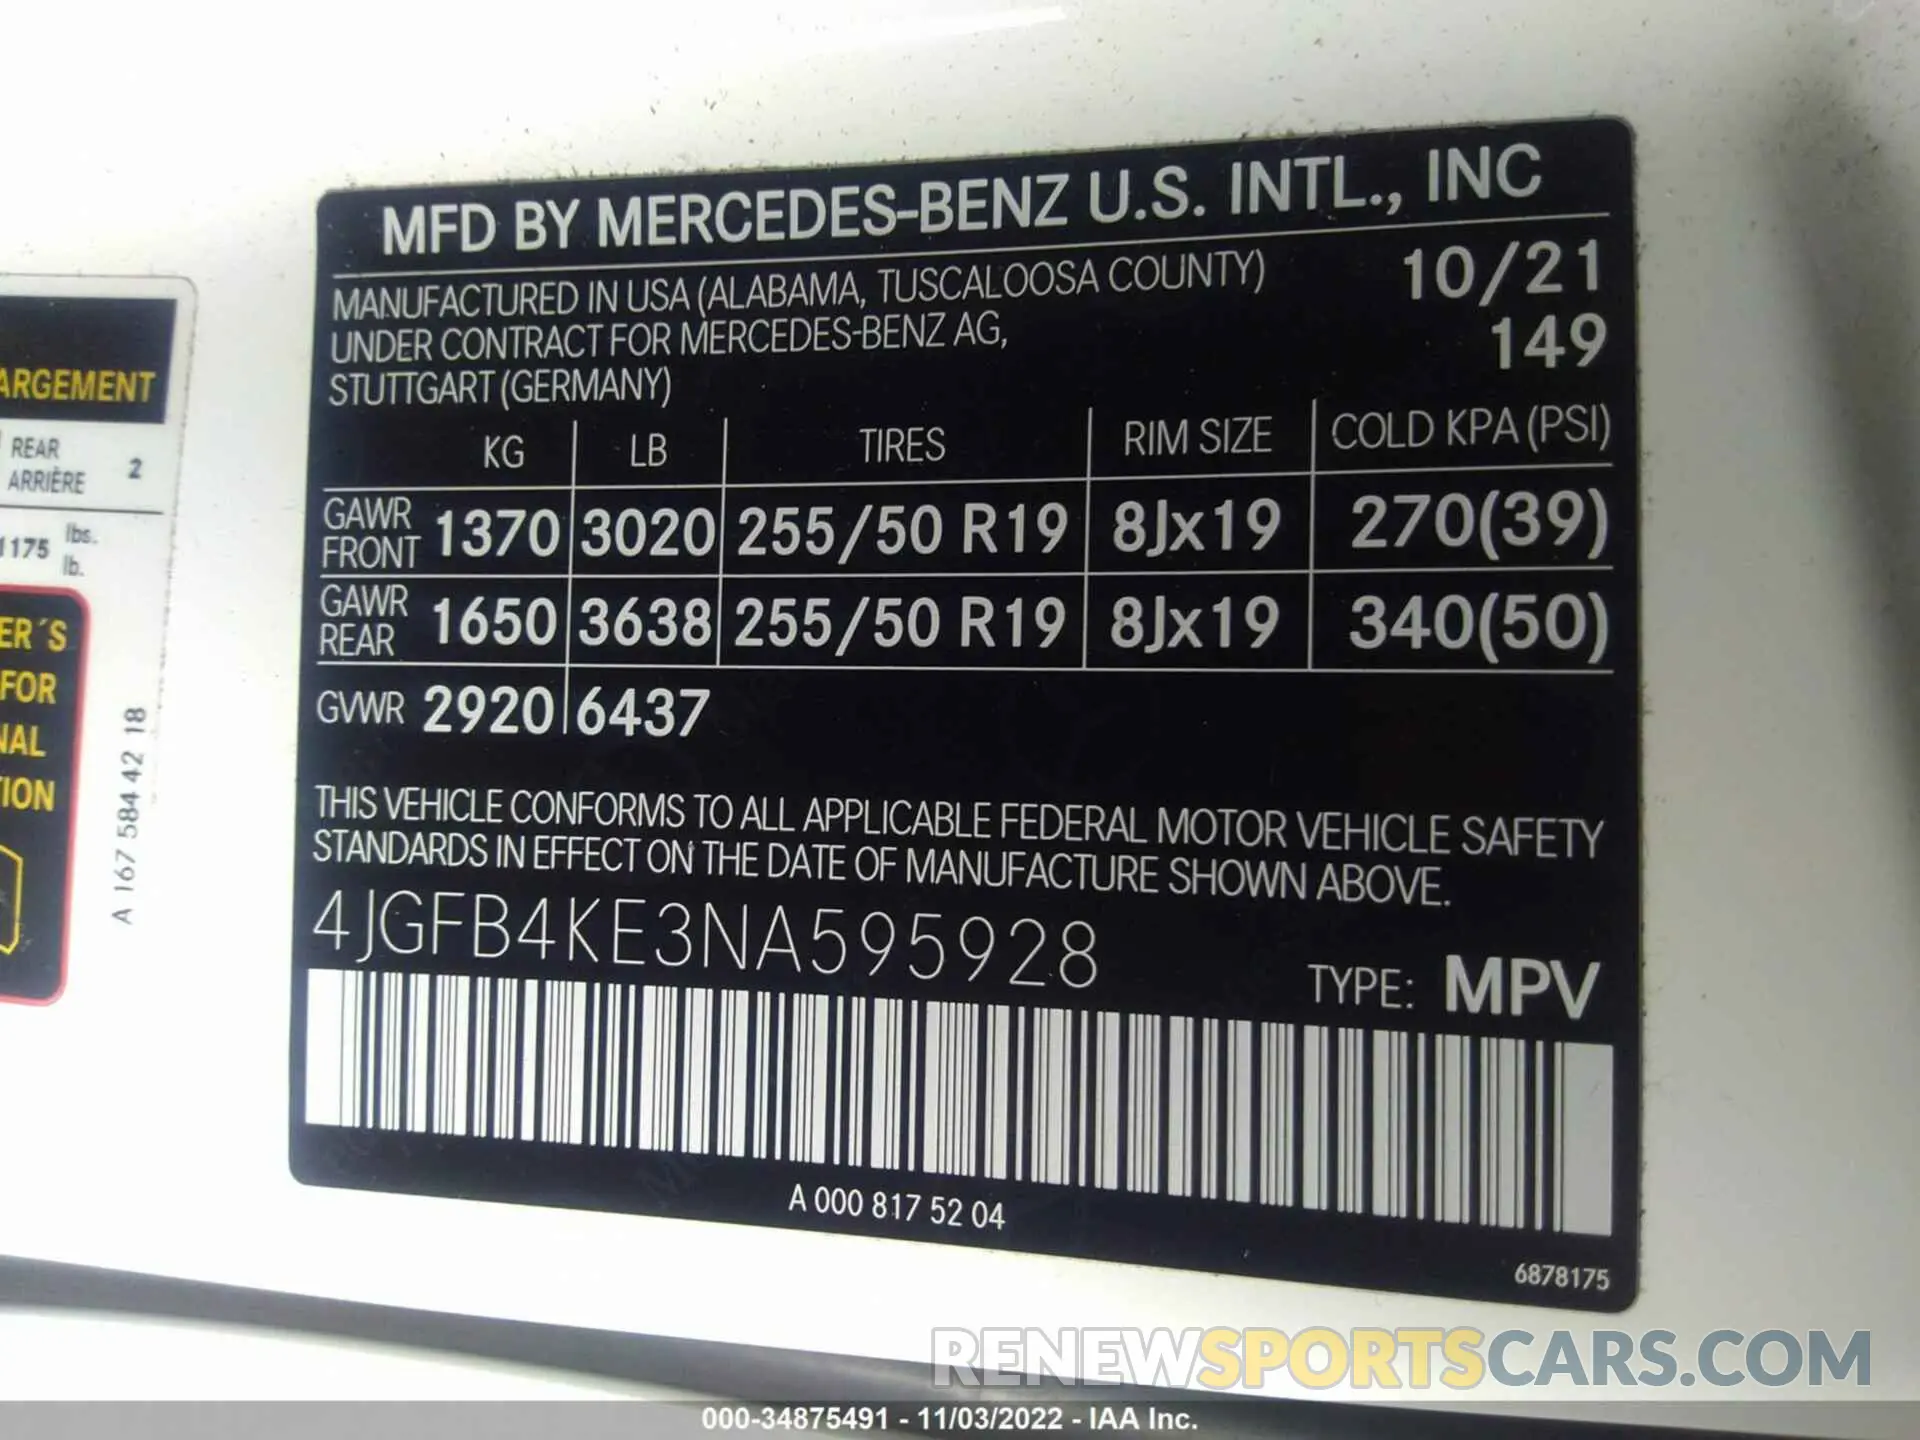 MFD BY MERCEDES-BENZ U.S. INTL., INC
MANUFACTURED IN USA (ALABAMA, TUSCALOOSA COUNTY) 10/21
UNDER CONTRACT FOR MERCEDES-BENZ AG, 149
STUTTGART (GERMANY)
KG LB TIRES RIM SIZE COLD KPA (PSI)
GAWR FRONT 1370 3020 255/50 R19 8Jx19 270(39)
GAWR REAR 1650 3638 255/50 R19 8Jx19 340(50)
GVWR 2920 6437
THIS VEHICLE CONFORMS TO ALL APPLICABLE FEDERAL MOTOR VEHICLE SAFETY
STANDARDS IN EFFECT ON THE DATE OF MANUFACTURE SHOWN ABOVE.
4JGFB4KE3NA595928
TYPE: MPV
A 000 817 52 04
6878175
ARGEMENT
REAR
ARRIÈRE 2
1175 lbs.
lb.
ER´S
FOR
NAL
TION
A 167 584 42 18
RENEWSPORTSCARS.COM
000-34875491 - 11/03/2022 - IAA Inc.